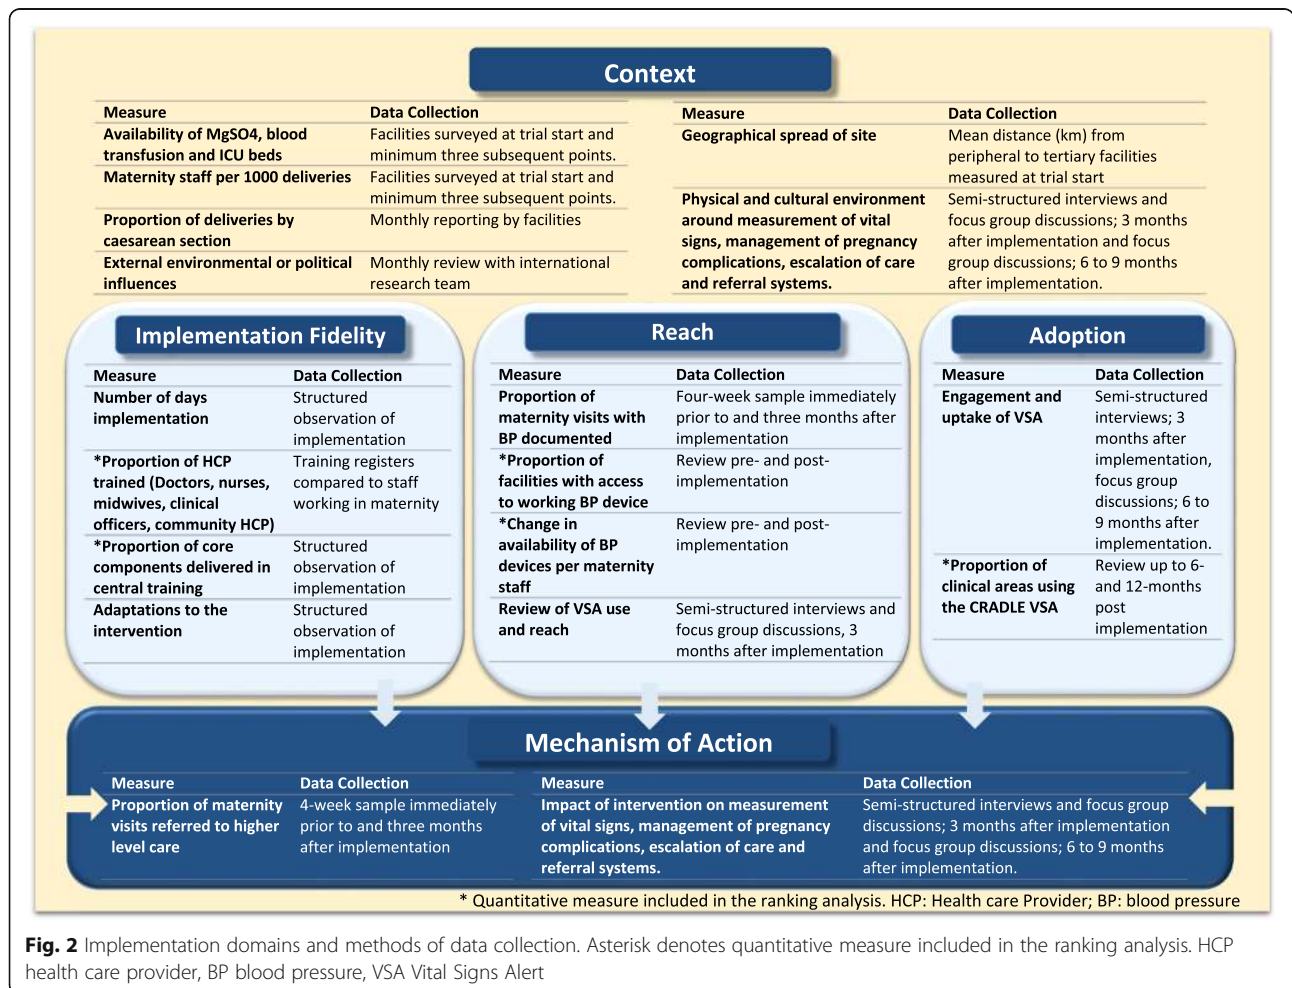 Context
Measure Data Collection
Availability of MgSO4, blood Facilities surveyed at trial start and
transfusion and ICU beds minimum three subsequent points.
Maternity staff per 1000 deliveries Facilities surveyed at trial start and
minimum three subsequent points.
Proportion of deliveries by Monthly reporting by facilities
caesarean section
External environmental or political Monthly review with international
influences research team
Measure Data Collection
Geographical spread of site Mean distance (km) from
peripheral to tertiary facilities
measured at trial start
Physical and cultural environment Semi-structured interviews and
around measurement of vital focus group discussions; 3 months
signs, management of pregnancy after implementation and focus
complications, escalation of care group discussions; 6 to 9 months
and referral systems. after implementation.
Implementation Fidelity
Measure Data Collection
Number of days Structured
implementation observation of
implementation
*Proportion of HCP Training registers
trained (Doctors, nurses, compared to staff
midwives, clinical working in maternity
officers, community HCP)
*Proportion of core Structured
components delivered in observation of
central training implementation
Adaptations to the Structured
intervention observation of
implementation
Reach
Measure Data Collection
Proportion of Four-week sample immediately
maternity visits with prior to and three months after
BP documented implementation
*Proportion of Review pre- and post-
facilities with access implementation
to working BP device
*Change in Review pre- and post-
availability of BP implementation
devices per maternity
staff
Review of VSA use Semi-structured interviews and
and reach focus group discussions, 3
months after implementation
Adoption
Measure Data Collection
Engagement and Semi-structured
uptake of VSA interviews; 3
months after
implementation,
focus group
discussions; 6 to
9 months after
implementation.
*Proportion of Review up to 6-
clinical areas using and 12-months
the CRADLE VSA post
implementation
Mechanism of Action
Measure Data Collection
Proportion of maternity 4-week sample immediately
visits referred to higher prior to and three months
level care after implementation
Measure Data Collection
Impact of intervention on measurement Semi-structured interviews and focus group
of vital signs, management of pregnancy discussions; 3 months after implementation
complications, escalation of care and and focus group discussions; 6 to 9 months
referral systems. after implementation.
* Quantitative measure included in the ranking analysis. HCP: Health care Provider; BP: blood pressure
Fig. 2 Implementation domains and methods of data collection. Asterisk denotes quantitative measure included in the ranking analysis. HCP
health care provider, BP blood pressure, VSA Vital Signs Alert